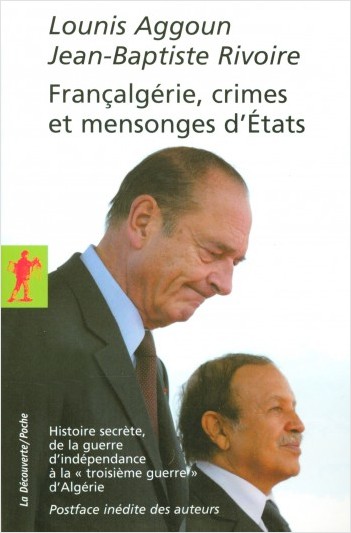 Lounis Aggoun
Jean-Baptiste Rivoire
Françalgérie, crimes
et mensonges d'États
La Découverte/Poche
Histoire secrète,
de la guerre
d'indépendance
à la « troisième guerre »
d'Algérie
Postface inédite des auteurs